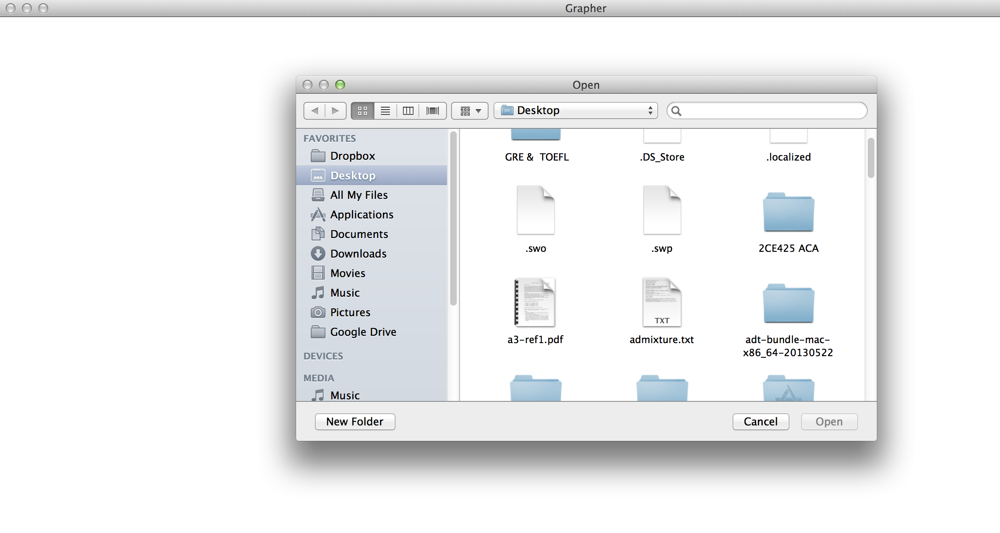 Grapher
Open
Desktop
FAVORITES
Dropbox
Desktop
All My Files
Applications
Documents
Downloads
Movies
Music
Pictures
Google Drive
DEVICES
MEDIA
Music
GRE &  TOEFL
.DS_Store
.localized
.swo
.swp
2CE425 ACA
TXT
a3-ref1.pdf
admixture.txt
adt-bundle-mac-
x86_64-20130522
New Folder
Cancel
Open